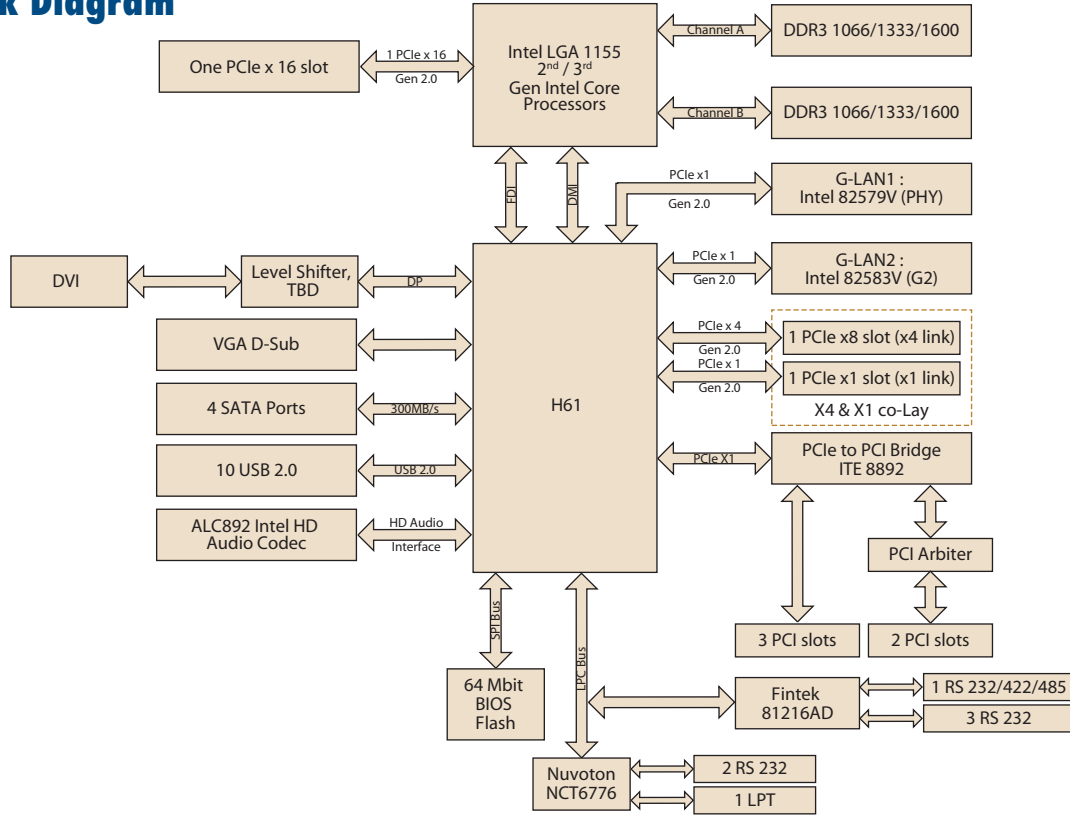 k Diagram
One PCIe x 16 slot
1 PCIe x 16
Gen 2.0
Intel LGA 1155
2nd / 3rd
Gen Intel Core
Processors
Channel A
DDR3 1066/1333/1600
Channel B
DDR3 1066/1333/1600
FDI
DMI
PCIe x1
Gen 2.0
G-LAN1 :
Intel 82579V (PHY)
DVI
Level Shifter,
TBD
DP
H61
PCIe x 1
Gen 2.0
G-LAN2 :
Intel 82583V (G2)
VGA D-Sub
PCIe x 4
Gen 2.0
1 PCIe x8 slot (x4 link)
PCIe x 1
Gen 2.0
1 PCIe x1 slot (x1 link)
X4 & X1 co-Lay
4 SATA Ports
300MB/s
10 USB 2.0
USB 2.0
PCIe X1
PCIe to PCI Bridge
ITE 8892
ALC892 Intel HD
Audio Codec
HD Audio
Interface
PCI Arbiter
3 PCI slots
2 PCI slots
SPI Bus
LPC Bus
64 Mbit
BIOS
Flash
Fintek
81216AD
1 RS 232/422/485
3 RS 232
Nuvoton
NCT6776
2 RS 232
1 LPT